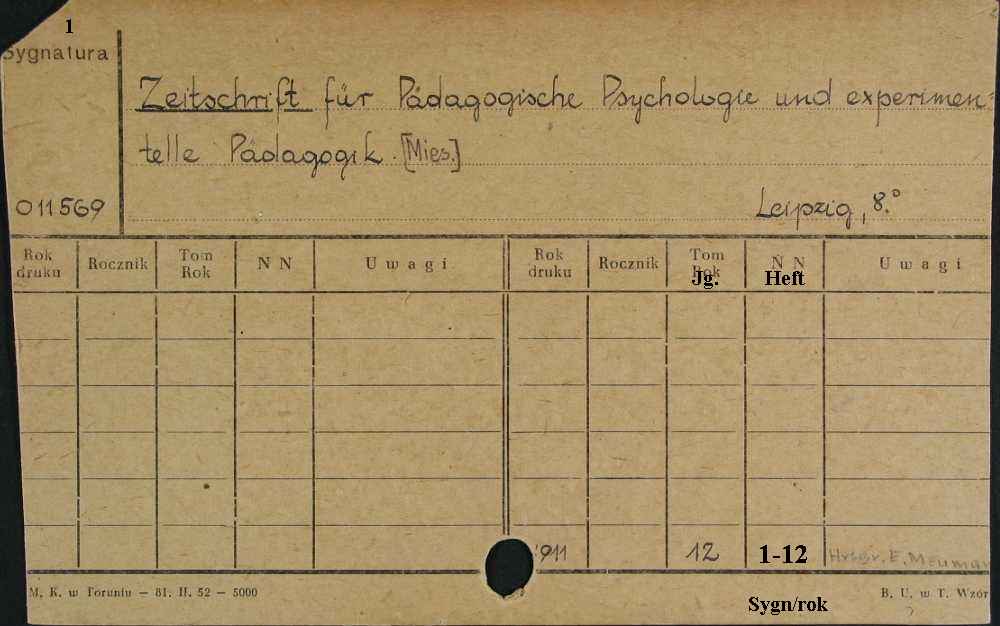 1
Sygnatura
Zeitschrift für Pädagogische Psychologie und experimen-
telle Pädagogik. [Mies.]
011569
Leipzig, 8.°
Rok druku Rocznik Tom Rok N N Uwagi Rok druku Rocznik Tom Rok N N Uwagi
Jg. Heft
1911 12 1-12 Hrsgr. E. Meuman
M. K. w Toruniu — 81. II. 52 — 5000
B. U. w T. Wzór
Sygn/rok